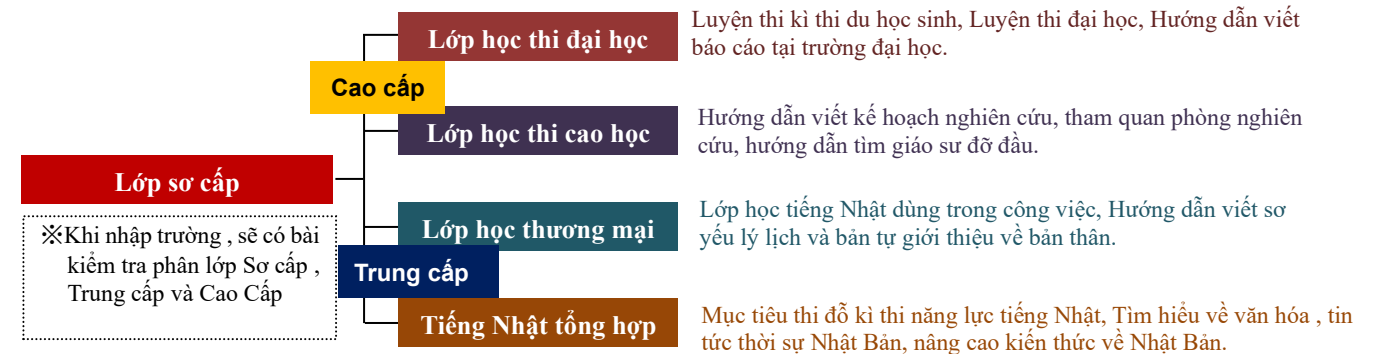 Lớp học thi đại học
Luyện thi kì thi du học sinh, Luyện thi đại học, Hướng dẫn viết
báo cáo tại trường đại học.
Cao cấp
Lớp học thi cao học
Hướng dẫn viết kế hoạch nghiên cứu, tham quan phòng nghiên
cứu, hướng dẫn tìm giáo sư đỡ đầu.
Lớp sơ cấp
※Khi nhập trường , sẽ có bài
kiểm tra phân lớp Sơ cấp ,
Trung cấp và Cao Cấp
Lớp học thương mại
Lớp học tiếng Nhật dùng trong công việc, Hướng dẫn viết sơ
yếu lý lịch và bản tự giới thiệu về bản thân.
Trung cấp
Tiếng Nhật tổng hợp
Mục tiêu thi đỗ kì thi năng lực tiếng Nhật, Tìm hiểu về văn hóa , tin
tức thời sự Nhật Bản, nâng cao kiến thức về Nhật Bản.